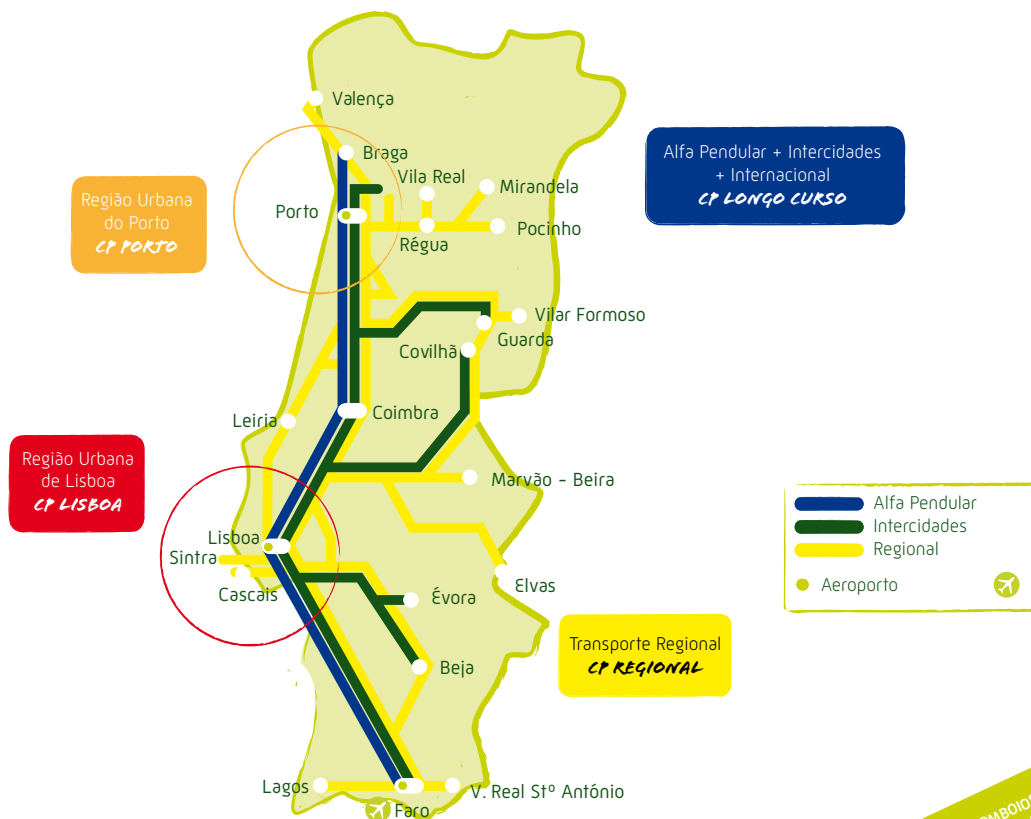 Valença
Braga
Vila Real
Mirandela
Porto
Régua
Pocinho
Vilar Formoso
Guarda
Covilhã
Coimbra
Leiria
Marvão - Beira
Lisboa
Sintra
Cascais
Elvas
Évora
Beja
Lagos
Faro
V. Real Stº António
Região Urbana
do Porto
CP PORTO
Alfa Pendular + Intercidades
+ Internacional
CP LONGO CURSO
Região Urbana
de Lisboa
CP LISBOA
Alfa Pendular
Intercidades
Regional
Aeroporto
Transporte Regional
CP REGIONAL